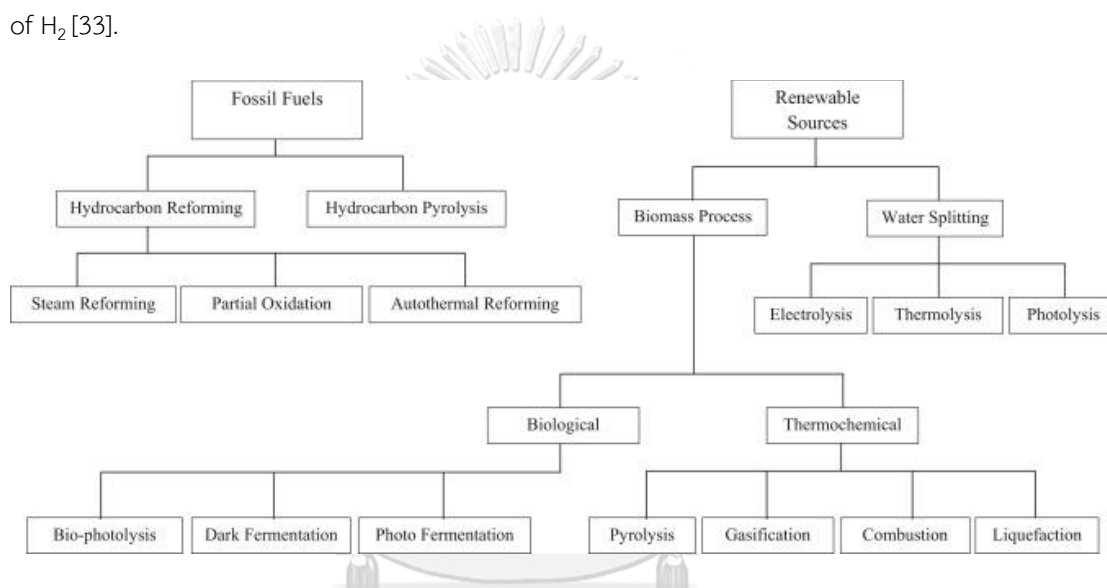 of H₂ [33].
Fossil Fuels
Renewable
Sources
Hydrocarbon Reforming
Hydrocarbon Pyrolysis
Biomass Process
Water Splitting
Steam Reforming
Partial Oxidation
Autothermal Reforming
Electrolysis
Thermolysis
Photolysis
Biological
Thermochemical
Bio-photolysis
Dark Fermentation
Photo Fermentation
Pyrolysis
Gasification
Combustion
Liquefaction